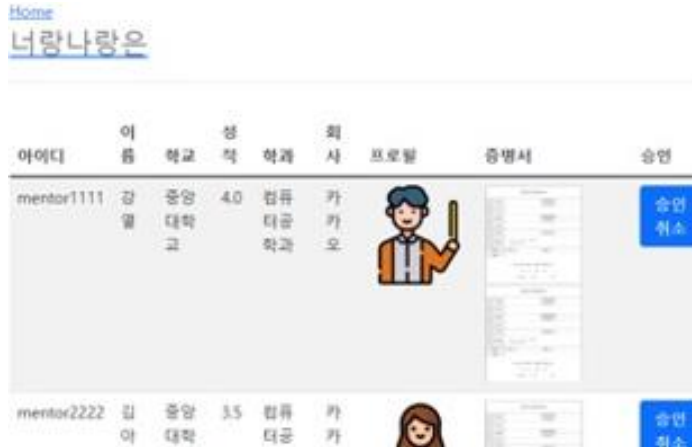 Home
너랑나랑은
아이디 이름 학교 성적 학과 회사 프로필 증명서 승인
mentor1111 강열 중앙대학교 4.0 컴퓨터공학과 카카오 승인취소
mentor2222 김아 중앙대학 3.5 컴퓨터공 카카 승인취소